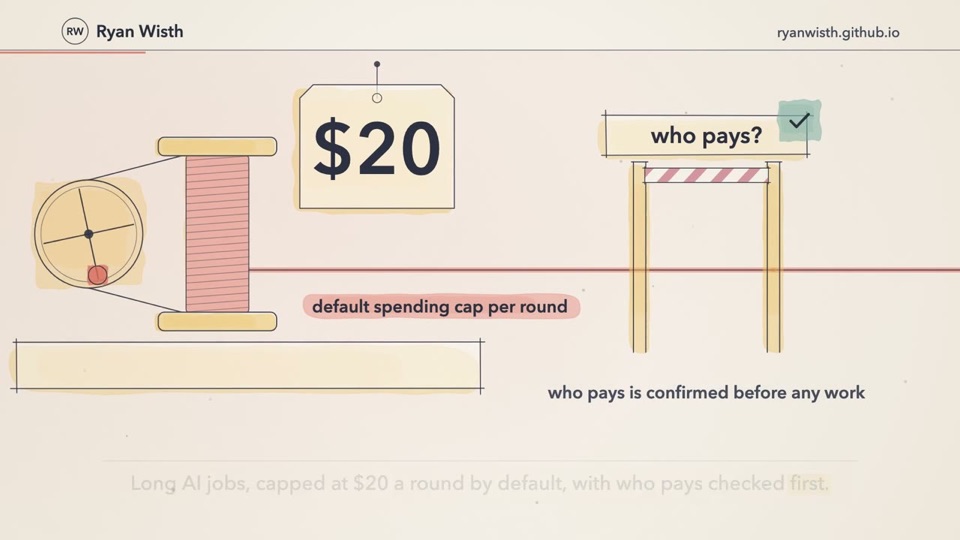 RW Ryan Wisth
ryanwisth.github.io
$20
who pays?
default spending cap per round
who pays is confirmed before any work
Long AI jobs, capped at $20 a round by default, with who pays checked first.